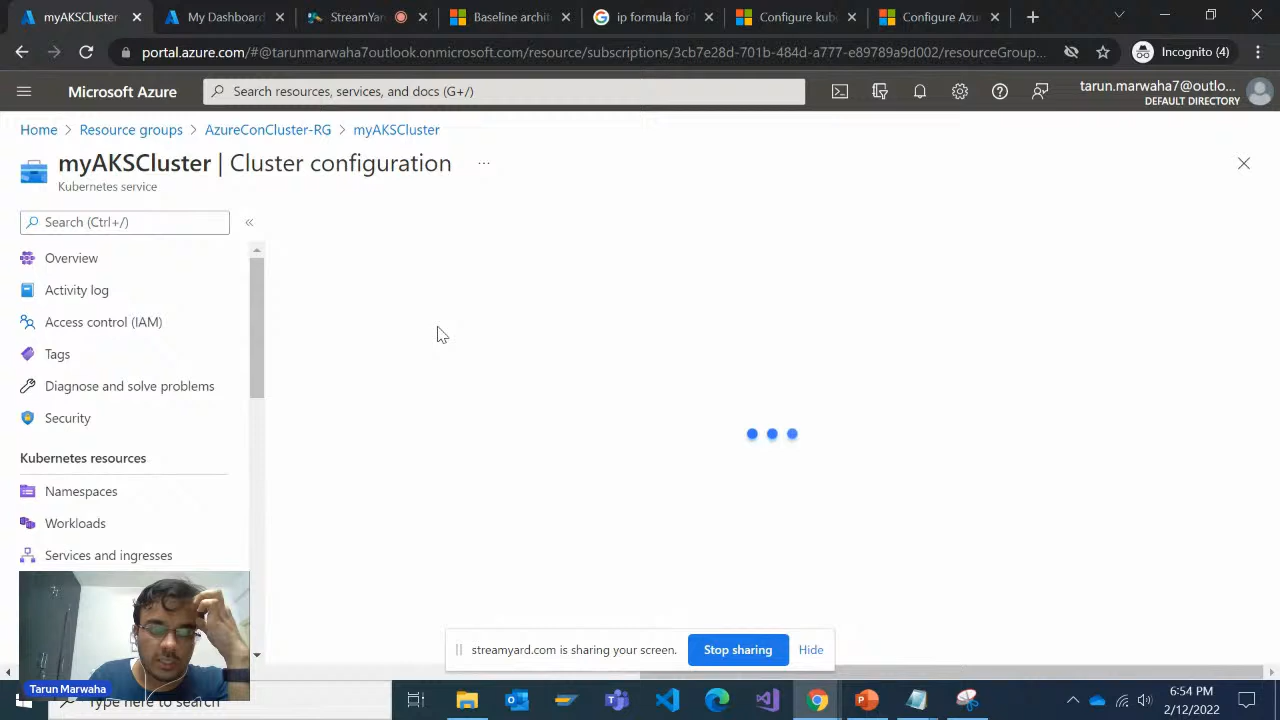 myAKSCluster
My Dashboard
StreamYar
Baseline archit
ip formula for
Configure kub
Configure Azur
portal.azure.com/#@tarunmarwaha7outlook.onmicrosoft.com/resource/subscriptions/3cb7e28d-701b-484d-a777-e89789a9d002/resourceGroup...
Incognito (4)
Microsoft Azure
Search resources, services, and docs (G+/)
tarun.marwaha7@outlo...
DEFAULT DIRECTORY
Home > Resource groups > AzureConCluster-RG > myAKSCluster
myAKSCluster | Cluster configuration ...
Kubernetes service
Search (Ctrl+/)
Overview
Activity log
Access control (IAM)
Tags
Diagnose and solve problems
Security
Kubernetes resources
Namespaces
Workloads
Services and ingresses
streamyard.com is sharing your screen.
Stop sharing
Hide
Tarun Marwaha
Type here to search
6:54 PM
2/12/2022